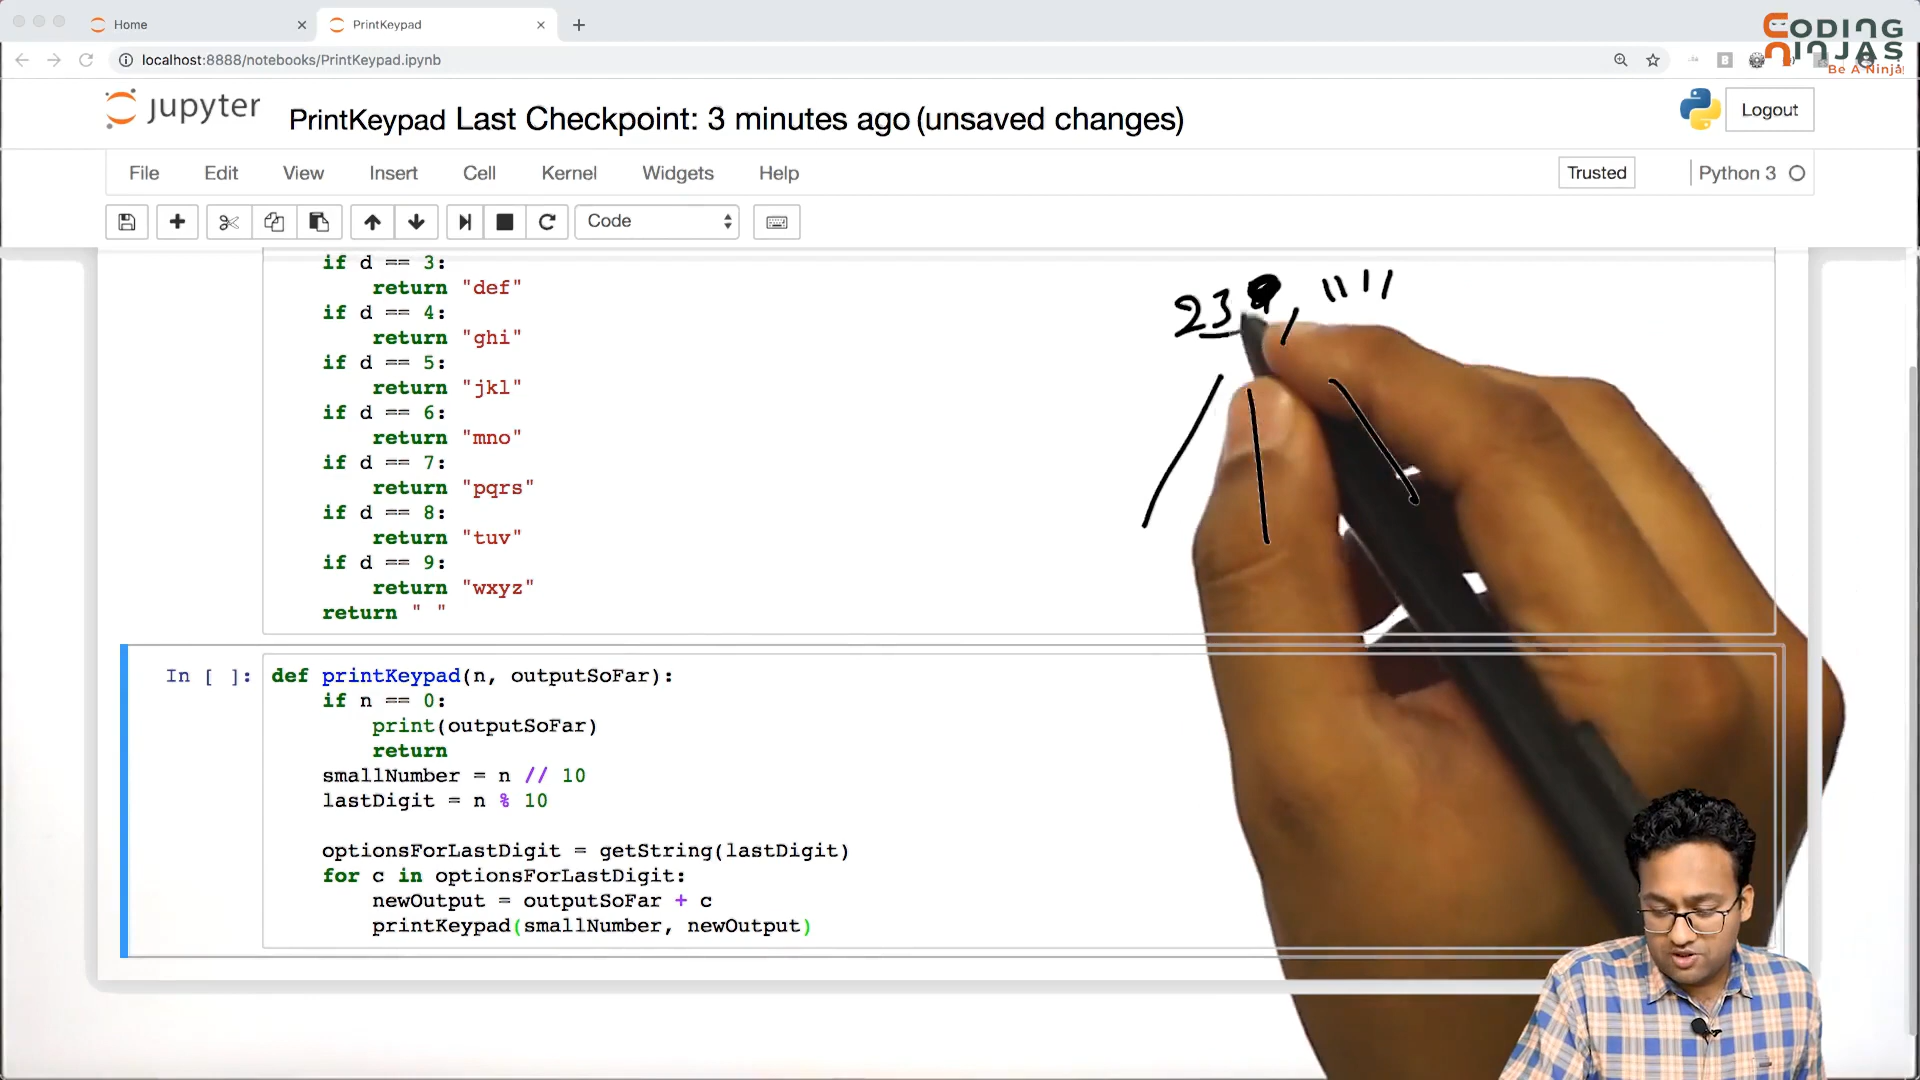 Home
PrintKeypad
CODING NINJAS
Be A Ninja
localhost:8888/notebooks/PrintKeypad.ipynb
jupyter PrintKeypad Last Checkpoint: 3 minutes ago (unsaved changes)
Logout
File Edit View Insert Cell Kernel Widgets Help
Trusted
Python 3
Code
if d == 3:
return "def"
if d == 4:
return "ghi"
if d == 5:
return "jkl"
if d == 6:
return "mno"
if d == 7:
return "pqrs"
if d == 8:
return "tuv"
if d == 9:
return "wxyz"
return " "
23
, ""
In [ ]:
def printKeypad(n, outputSoFar):
if n == 0:
print(outputSoFar)
return
smallNumber = n // 10
lastDigit = n % 10
optionsForLastDigit = getString(lastDigit)
for c in optionsForLastDigit:
newOutput = outputSoFar + c
printKeypad(smallNumber, newOutput)